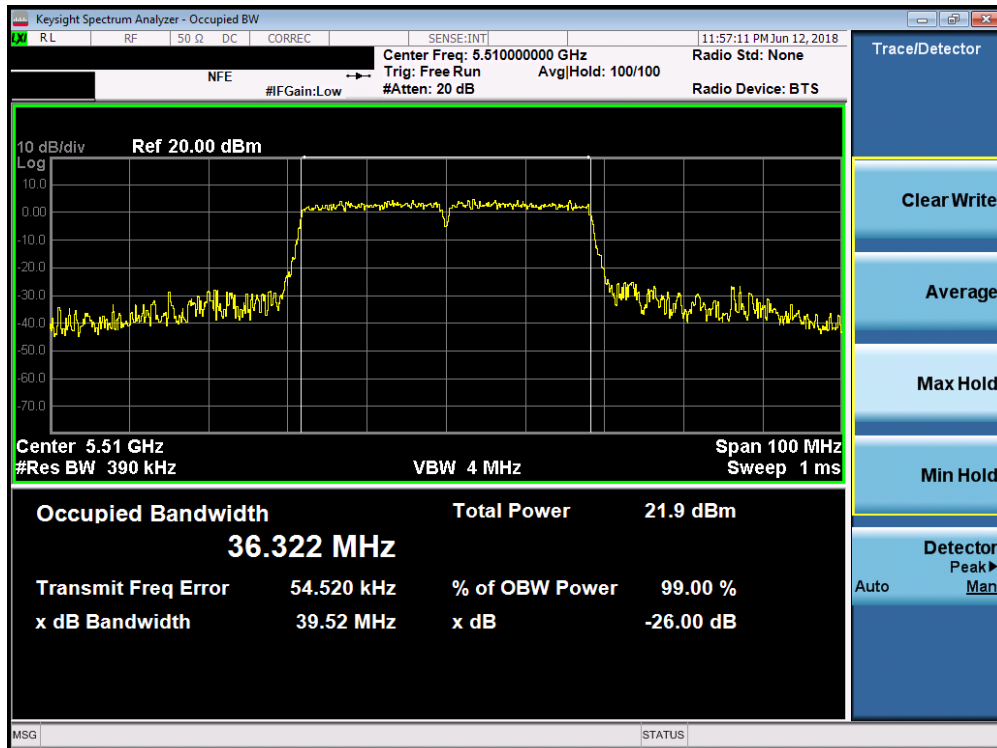 Keysight Spectrum Analyzer - Occupied BW
LXI RL RF 50 Ω DC CORREC SENSE:INT 11:57:11 PM Jun 12, 2018
Center Freq: 5.510000000 GHz Radio Std: None
NFE Trig: Free Run Avg|Hold: 100/100
#IFGain:Low #Atten: 20 dB Radio Device: BTS
10 dB/div Ref 20.00 dBm
Log
10.0
0.00
-10.0
-20.0
-30.0
-40.0
-50.0
-60.0
-70.0
Center 5.51 GHz Span 100 MHz
#Res BW 390 kHz VBW 4 MHz Sweep 1 ms
Occupied Bandwidth Total Power 21.9 dBm
36.322 MHz
Transmit Freq Error 54.520 kHz % of OBW Power 99.00 %
x dB Bandwidth 39.52 MHz x dB -26.00 dB
MSG STATUS
Trace/Detector
Clear Write
Average
Max Hold
Min Hold
Detector
Peak▶
Auto Man